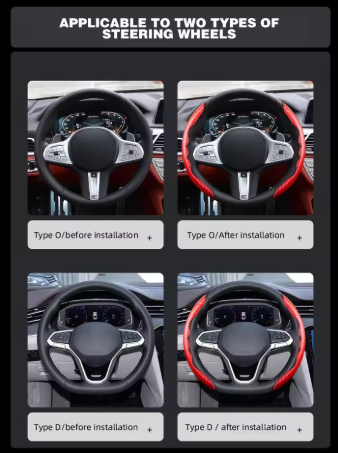 APPLICABLE TO TWO TYPES OF
STEERING WHEELS
Type O/before installation +
Type O/After installation +
Type D/before installation +
Type D / after installation +